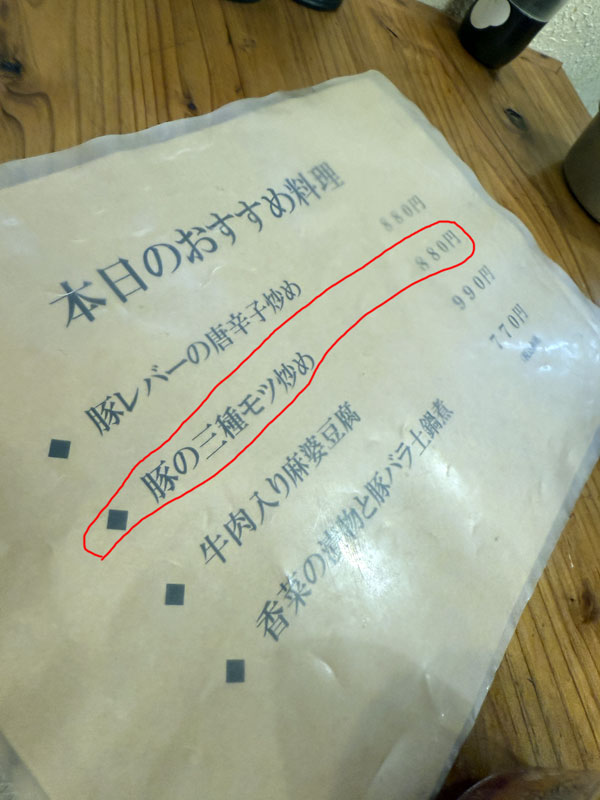 本日のおすすめ料理
◆ 豚レバーの唐辛子炒め 880円
◆ 豚の三種モツ炒め 880円
◆ 牛肉入り麻婆豆腐 990円
◆ 香菜の漬物と豚バラ土鍋煮 770円